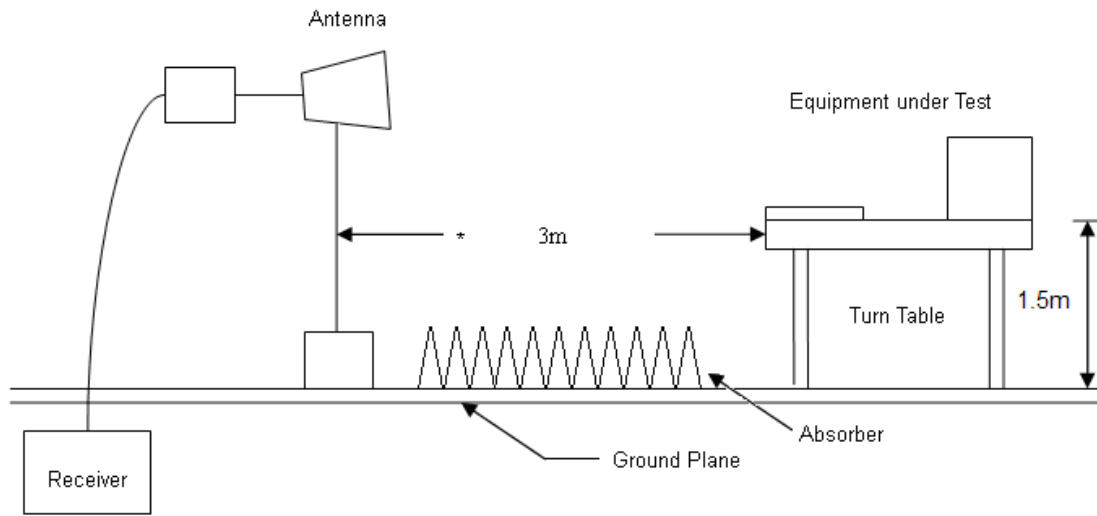 Antenna
Equipment under Test
* 3m
1.5m
Turn Table
Absorber
Ground Plane
Receiver